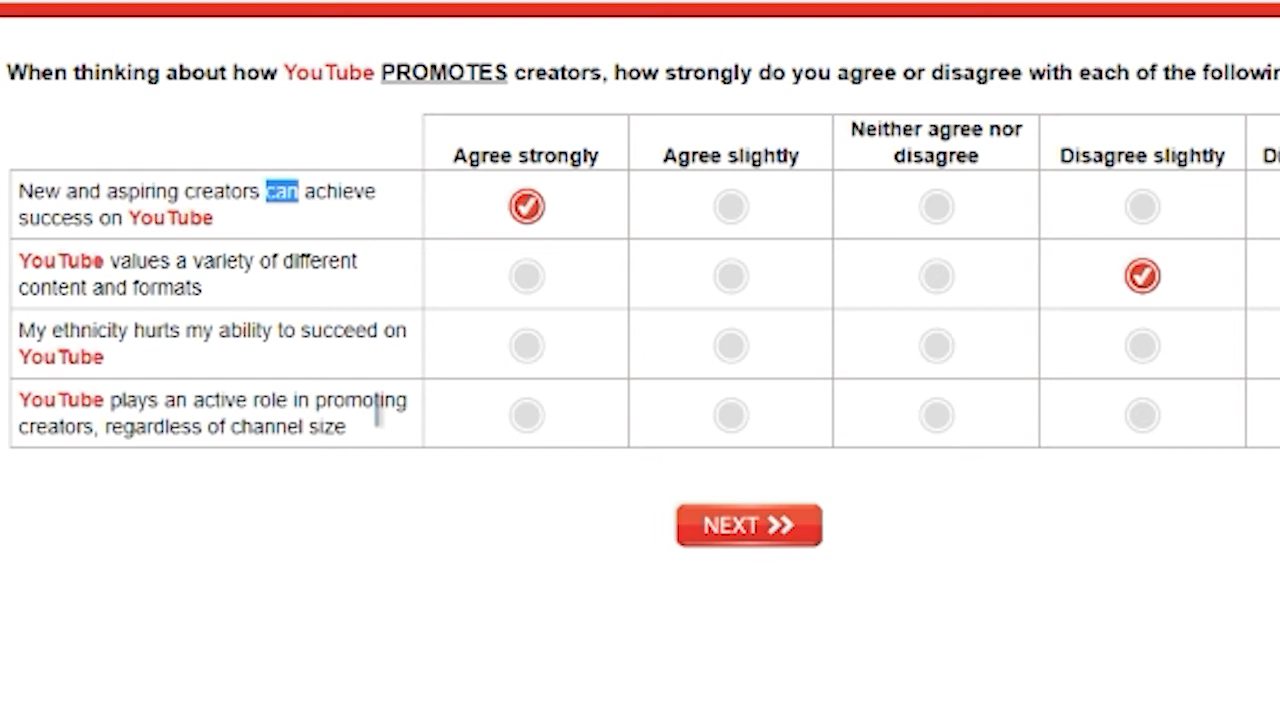 When thinking about how YouTube PROMOTES creators, how strongly do you agree or disagree with each of the
Neither agree nor
Agree strongly Agree slightly disagree Disagree slightly
New and aspiring creators can achieve
success on YouTube
YouTube values a variety of different
content and formats
My ethnicity hurts my ability to succeed on
YouTube
YouTube plays an active role in promoting
creators, regardless of channel size
NEXT